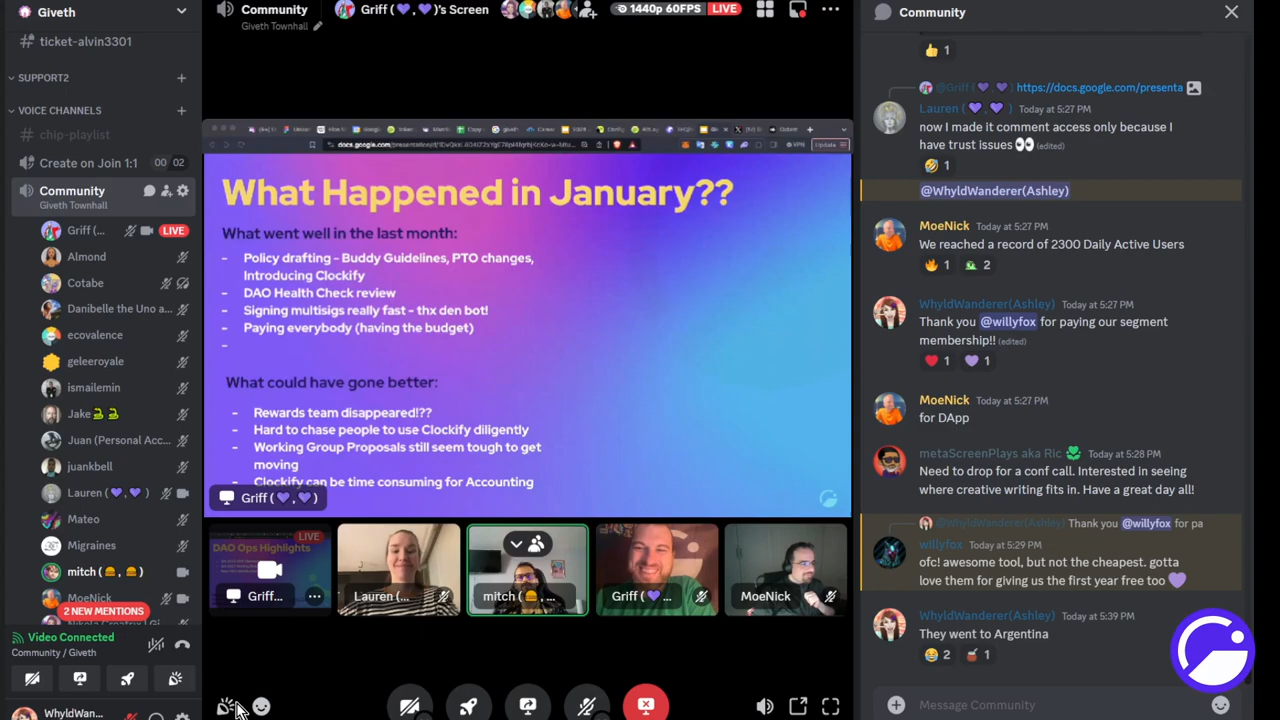 Giveth
# ticket-alvin3301
SUPPORT2
VOICE CHANNELS
# chip-playlist
Create on Join 1:1 00 02
Community
Giveth Townhall
Griff (... LIVE
Almond
Cotabe
Danibelle the Uno a...
ecovalence
geleeroyale
ismailemin
Jake
Juan (Personal Acc...
juankbell
Lauren (💜,💜)
Mateo
Migraines
mitch (🍔,🍔)
MoeNick
2 NEW MENTIONS
Video Connected
Community / Giveth
WhyldWan...
Community
Giveth Townhall
Griff (💜,💜)'s Screen
1440p 60FPS LIVE
docs.google.com/presentation
Update
What Happened in January??
What went well in the last month:
- Policy drafting - Buddy Guidelines, PTO changes,
Introducing Clockify
- DAO Health Check review
- Signing multisigs really fast - thx den bot!
- Paying everybody (having the budget)
-
What could have gone better:
- Rewards team disappeared!??
- Hard to chase people to use Clockify diligently
- Working Group Proposals still seem tough to get
moving
- Clockify can be time consuming for Accounting
Griff (💜,💜)
DAO Ops Highlights
LIVE
Griff...
Lauren (...
mitch (🍔,...
Griff (💜...
MoeNick
Community
👍 1
@Griff (💜,💜) https://docs.google.com/presenta
Lauren (💜,💜) Today at 5:27 PM
now I made it comment access only because I
have trust issues 👀 (edited)
🤣 1
@WhyldWanderer(Ashley)
MoeNick Today at 5:27 PM
We reached a record of 2300 Daily Active Users
🔥 1 2
WhyldWanderer(Ashley) Today at 5:27 PM
Thank you @willyfox for paying our segment
membership!! (edited)
❤️ 1 💜 1
MoeNick Today at 5:27 PM
for DApp
metaScreenPlays aka Ric Today at 5:28 PM
Need to drop for a conf call. Interested in seeing
where creative writing fits in. Have a great day all!
@WhyldWanderer(Ashley) Thank you @willyfox for pa
willyfox Today at 5:29 PM
ofc! awesome tool, but not the cheapest. gotta
love them for giving us the first year free too 💜
WhyldWanderer(Ashley) Today at 5:39 PM
They went to Argentina
😂 2 🧉 1
Message Community